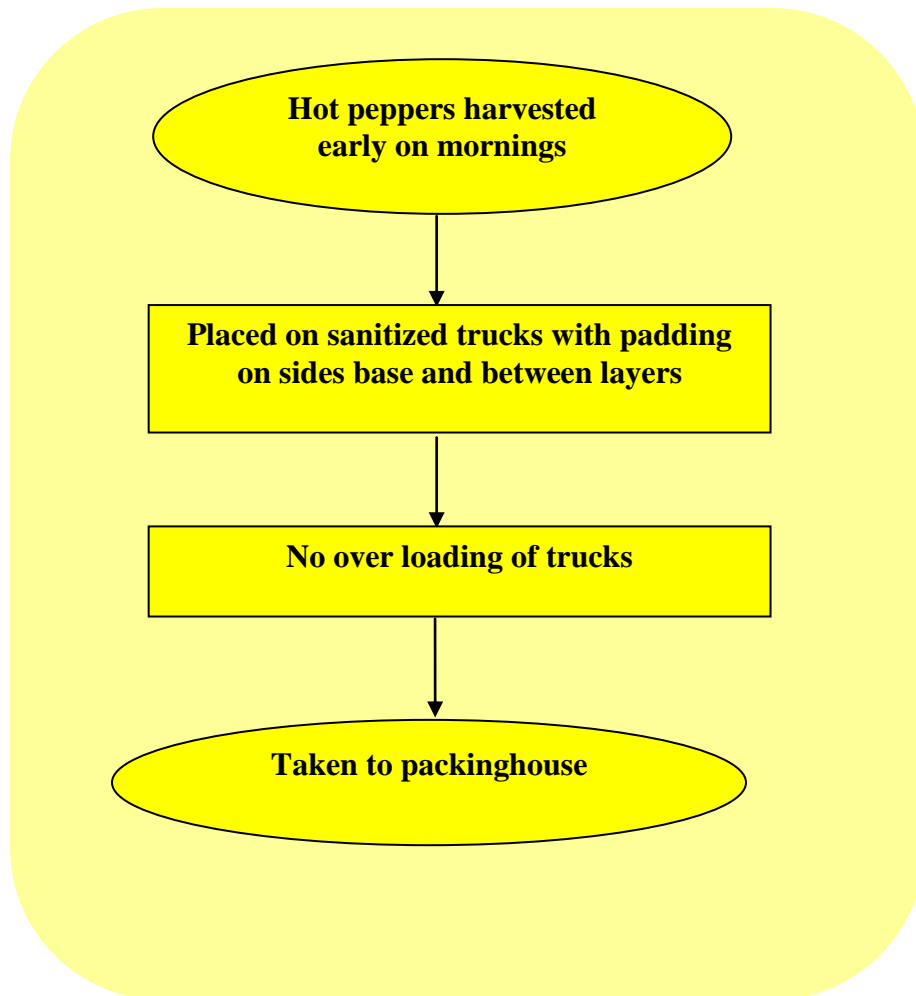 Hot peppers harvested
early on mornings
Placed on sanitized trucks with padding
on sides base and between layers
No over loading of trucks
Taken to packinghouse